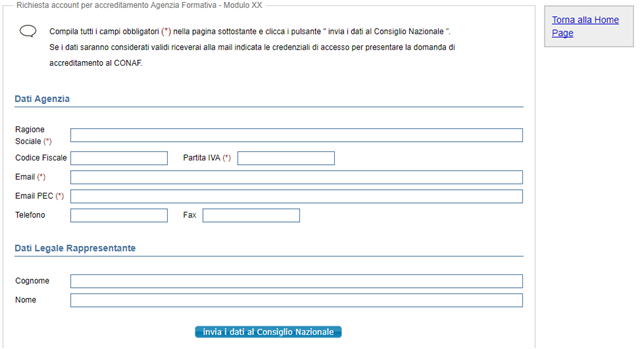 Richiesta account per accreditamento Agenzia Formativa - Modulo XX
Compila tutti i campi obbligatori (*) nella pagina sottostante e clicca i pulsante " invia i dati al Consiglio Nazionale ".
Se i dati saranno considerati validi riceverai alla mail indicata le credenziali di accesso per presentare la domanda di
accreditamento al CONAF.
Torna alla Home
Page
Dati Agenzia
Ragione
Sociale (*)
Codice Fiscale Partita IVA (*)
Email (*)
Email PEC (*)
Telefono Fax
Dati Legale Rappresentante
Cognome
Nome
invia i dati al Consiglio Nazionale